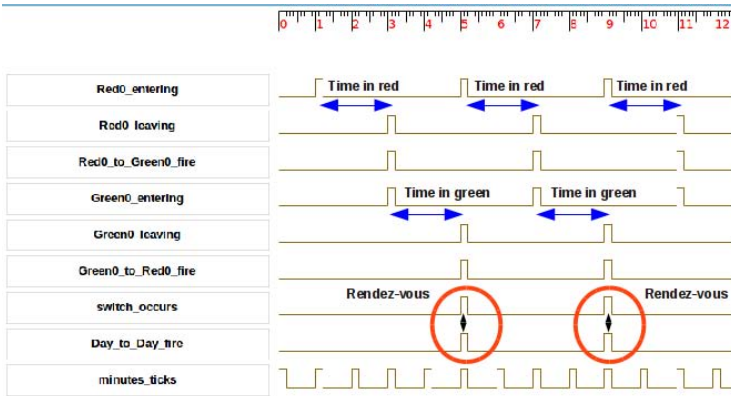 0 1 2 3 4 5 6 7 8 9 10 11 12
Red0_entering Time in red Time in red Time in red
Red0_leaving
Red0_to_Green0_fire
Green0_entering Time in green Time in green
Green0_leaving
Green0_to_Red0_fire
Rendez-vous Rendez-vous
switch_occurs
Day_to_Day_fire
minutes_ticks